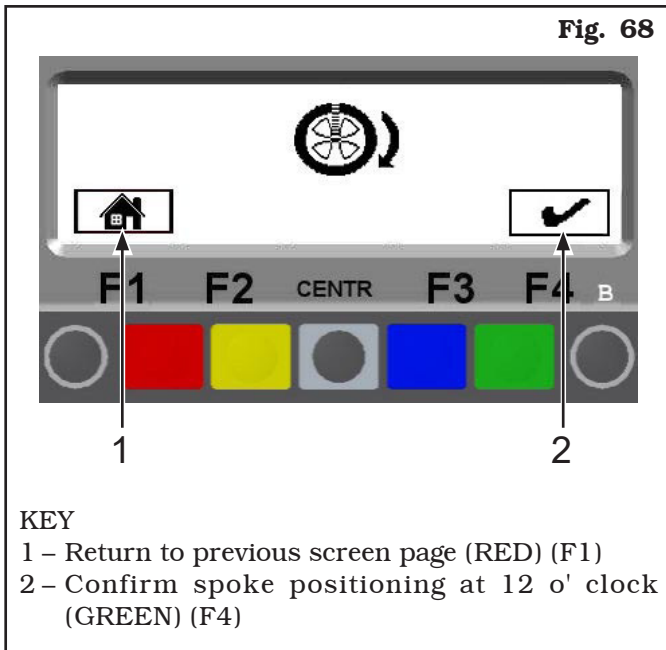 Fig. 68
F1 F2 CENTR F3 F4 B
1 2
KEY
1 – Return to previous screen page (RED) (F1)
2 – Confirm spoke positioning at 12 o' clock
(GREEN) (F4)